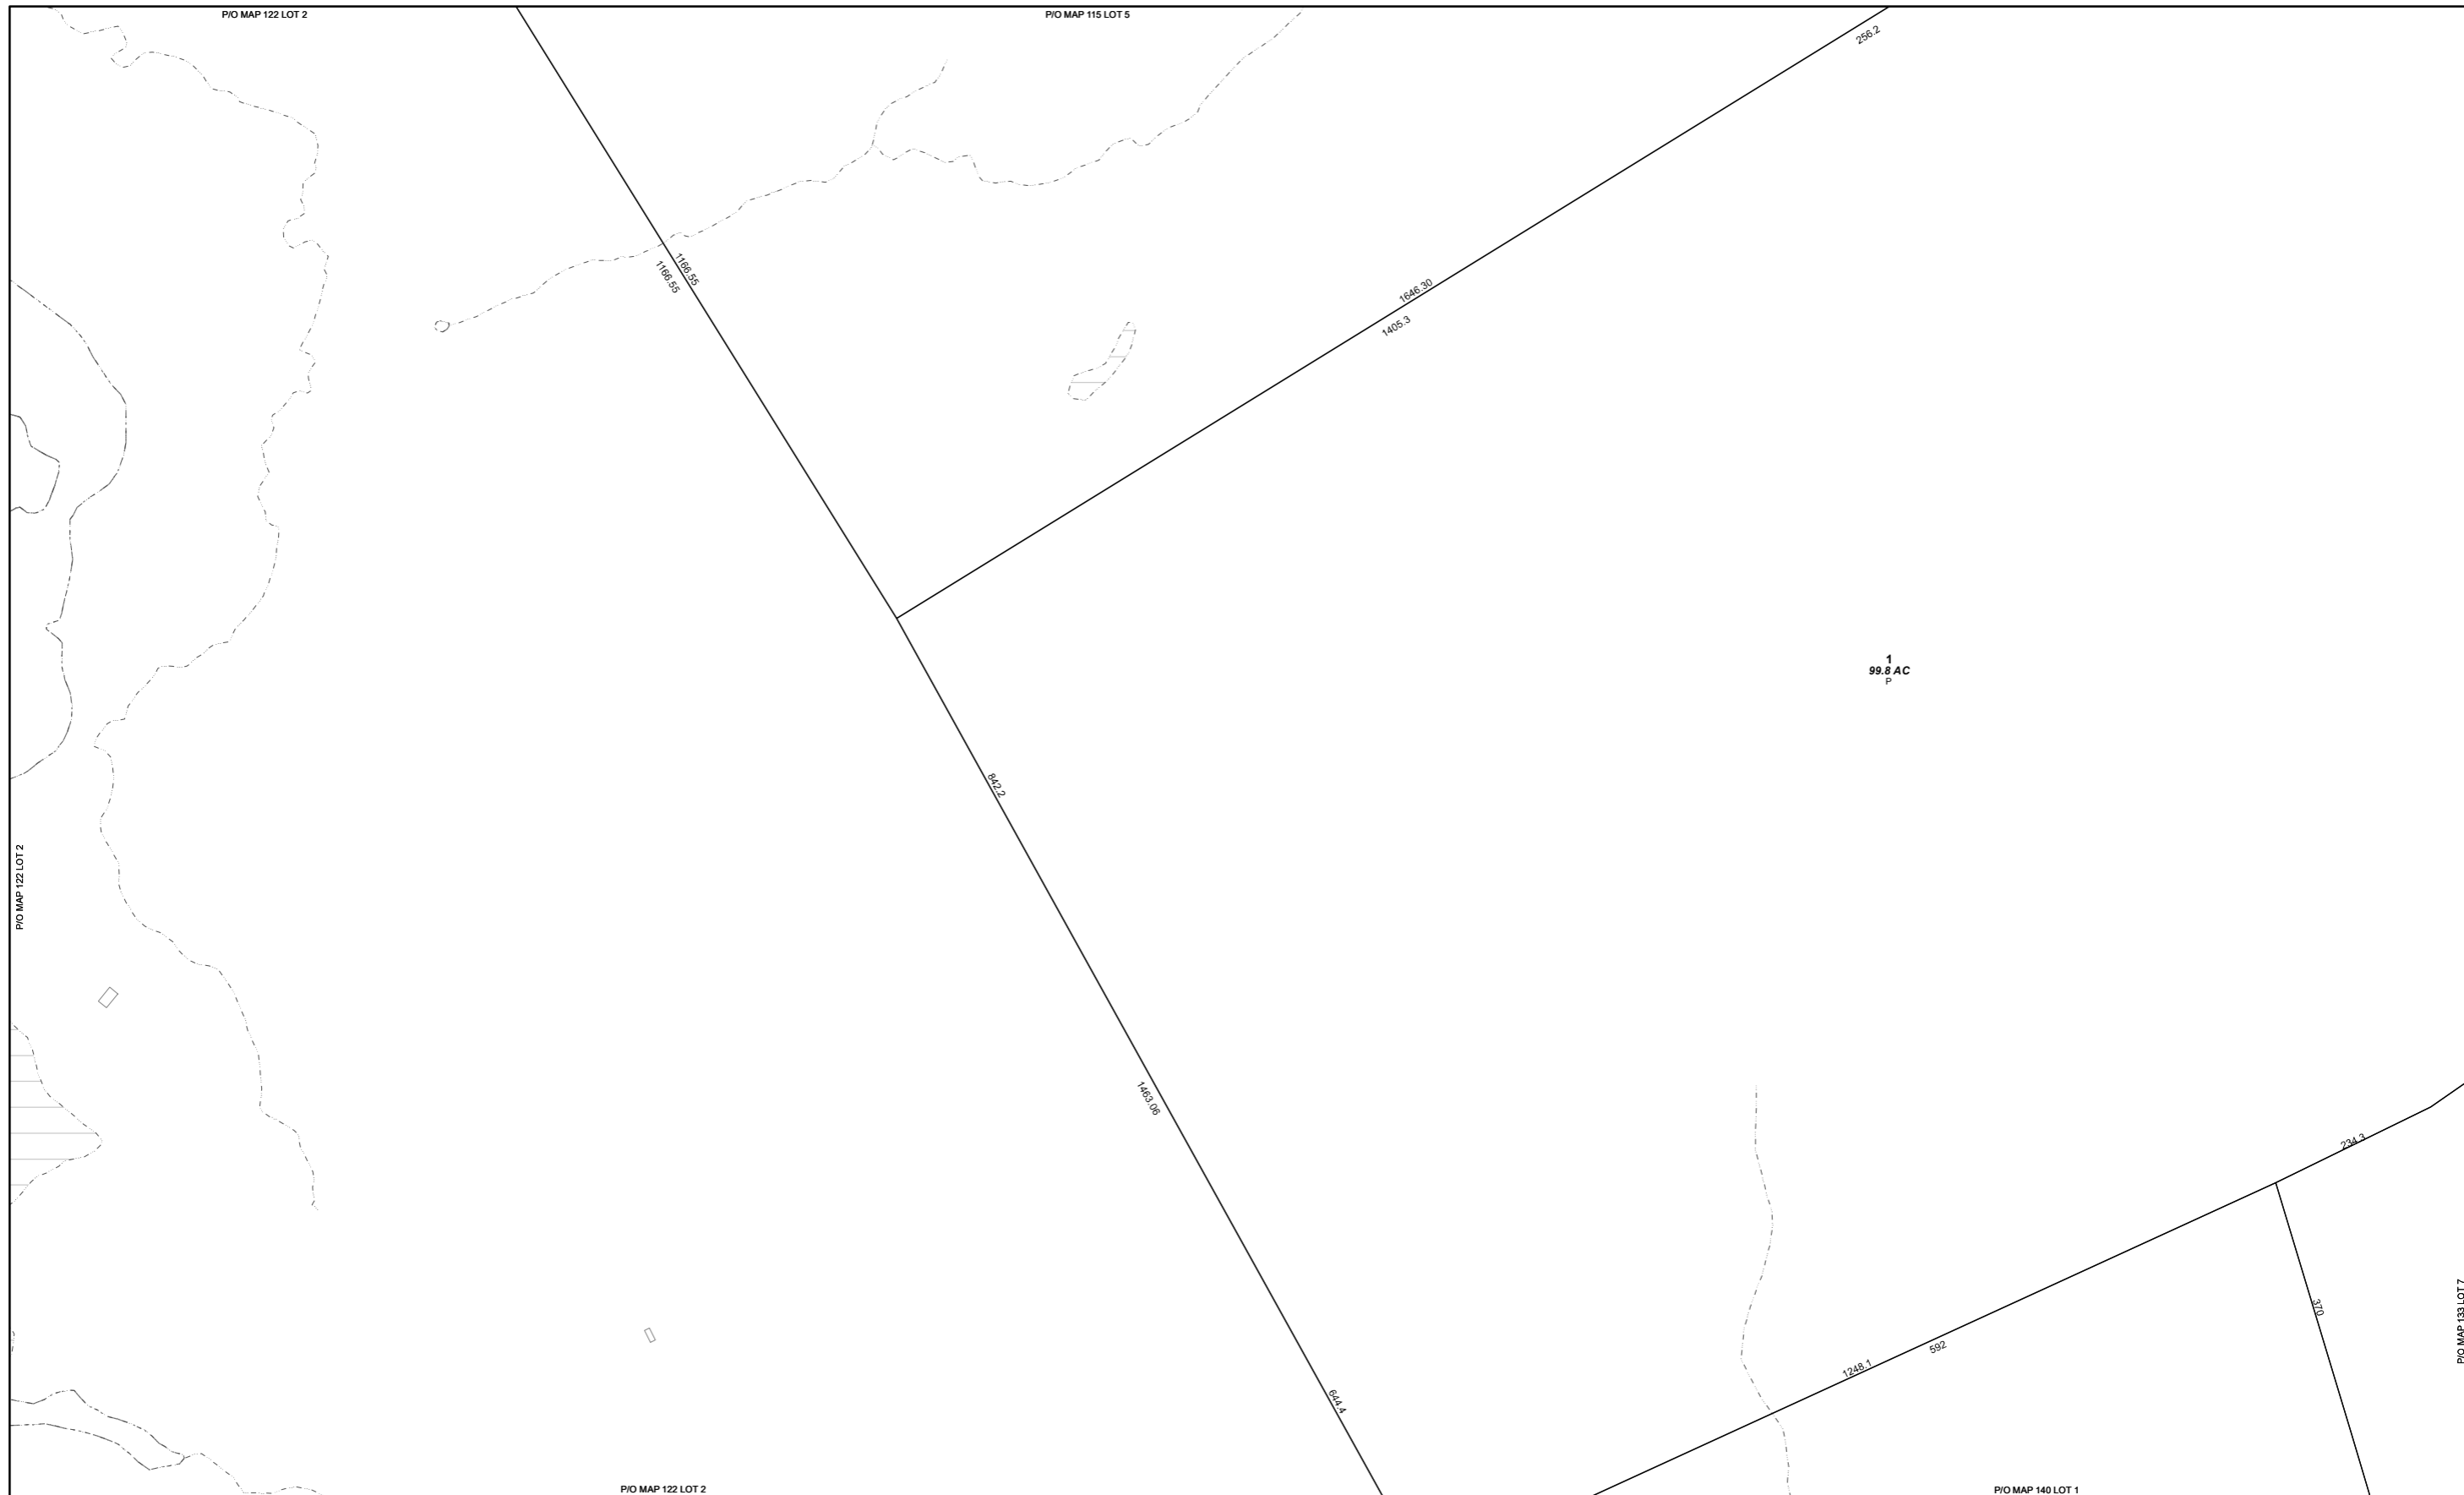 P/O MAP 122 LOT 2
P/O MAP 115 LOT 5
256.2
1166.55
1166.55
1646.30
1405.3
1
99.8 AC
P
842.2
P/O MAP 122 LOT 2
1463.06
234.3
370
P/O MAP 133 LOT 7
592
1248.1
644.4
P/O MAP 122 LOT 2
P/O MAP 140 LOT 1